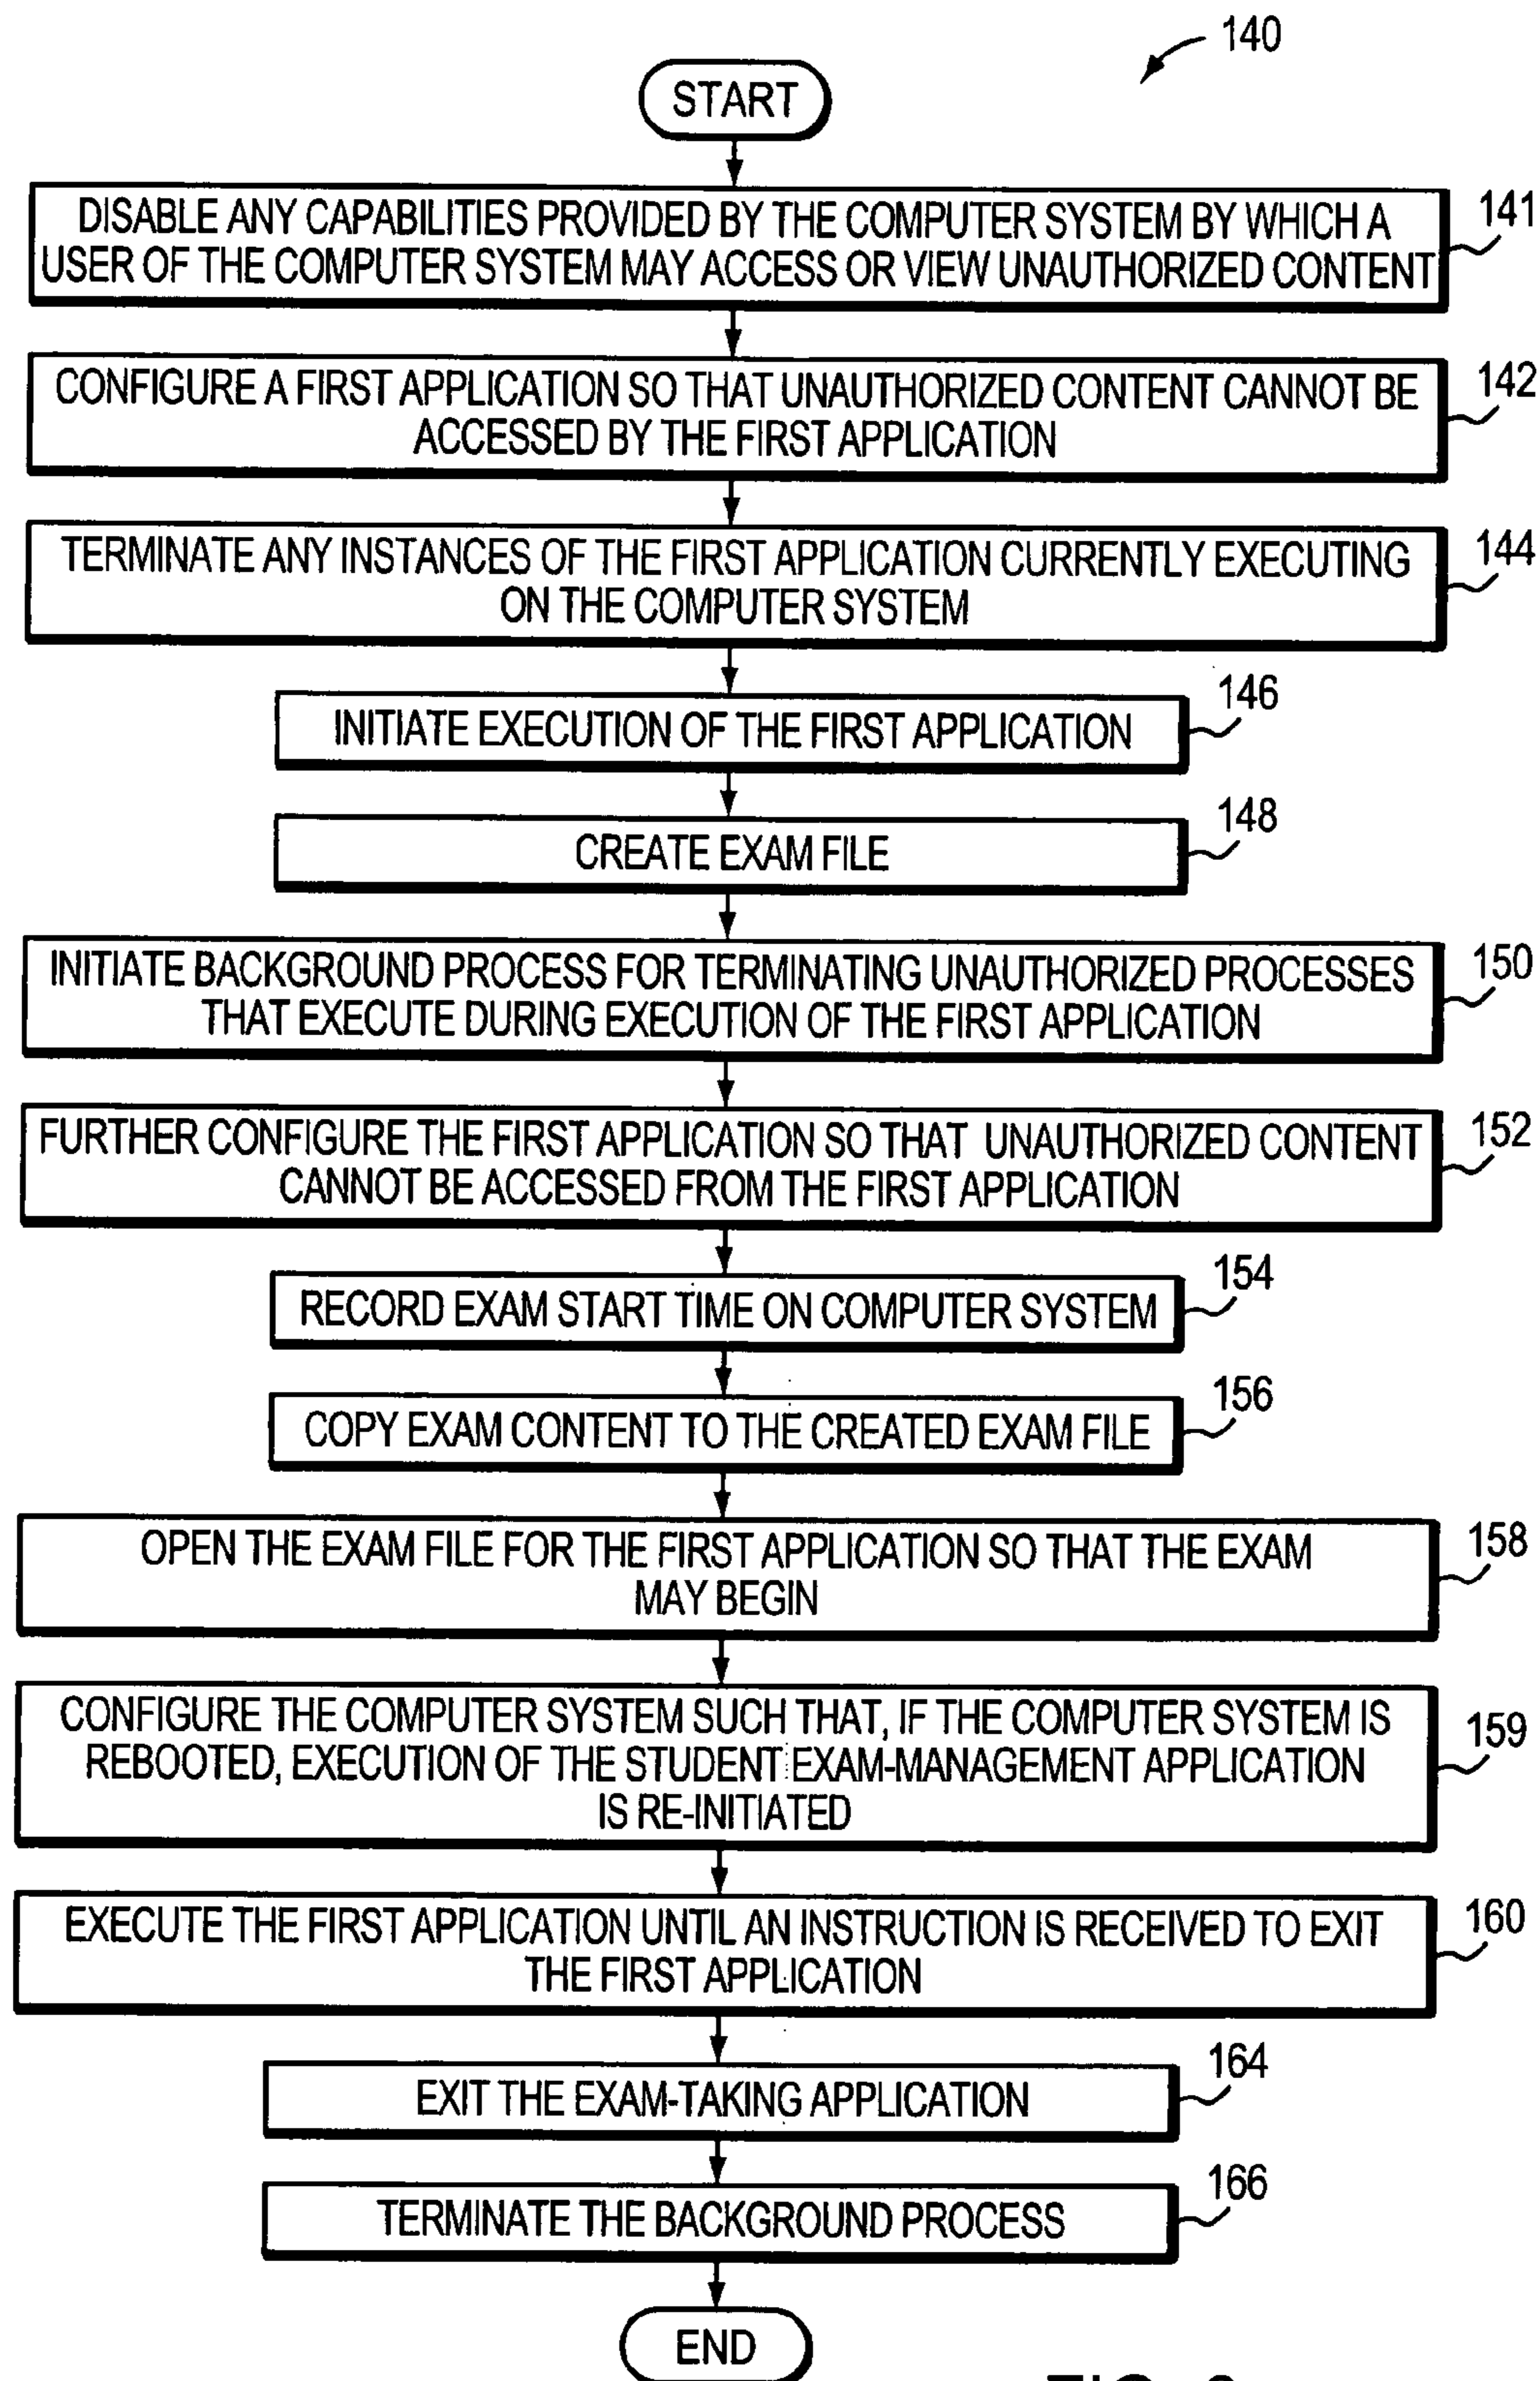 140
START
DISABLE ANY CAPABILITIES PROVIDED BY THE COMPUTER SYSTEM BY WHICH A
USER OF THE COMPUTER SYSTEM MAY ACCESS OR VIEW UNAUTHORIZED CONTENT
141
CONFIGURE A FIRST APPLICATION SO THAT UNAUTHORIZED CONTENT CANNOT BE
ACCESSED BY THE FIRST APPLICATION
142
TERMINATE ANY INSTANCES OF THE FIRST APPLICATION CURRENTLY EXECUTING
ON THE COMPUTER SYSTEM
144
INITIATE EXECUTION OF THE FIRST APPLICATION
146
CREATE EXAM FILE
148
INITIATE BACKGROUND PROCESS FOR TERMINATING UNAUTHORIZED PROCESSES
THAT EXECUTE DURING EXECUTION OF THE FIRST APPLICATION
150
FURTHER CONFIGURE THE FIRST APPLICATION SO THAT UNAUTHORIZED CONTENT
CANNOT BE ACCESSED FROM THE FIRST APPLICATION
152
RECORD EXAM START TIME ON COMPUTER SYSTEM
154
COPY EXAM CONTENT TO THE CREATED EXAM FILE
156
OPEN THE EXAM FILE FOR THE FIRST APPLICATION SO THAT THE EXAM
MAY BEGIN
158
CONFIGURE THE COMPUTER SYSTEM SUCH THAT, IF THE COMPUTER SYSTEM IS
REBOOTED, EXECUTION OF THE STUDENT EXAM-MANAGEMENT APPLICATION
IS RE-INITIATED
159
EXECUTE THE FIRST APPLICATION UNTIL AN INSTRUCTION IS RECEIVED TO EXIT
THE FIRST APPLICATION
160
EXIT THE EXAM-TAKING APPLICATION
164
TERMINATE THE BACKGROUND PROCESS
166
END